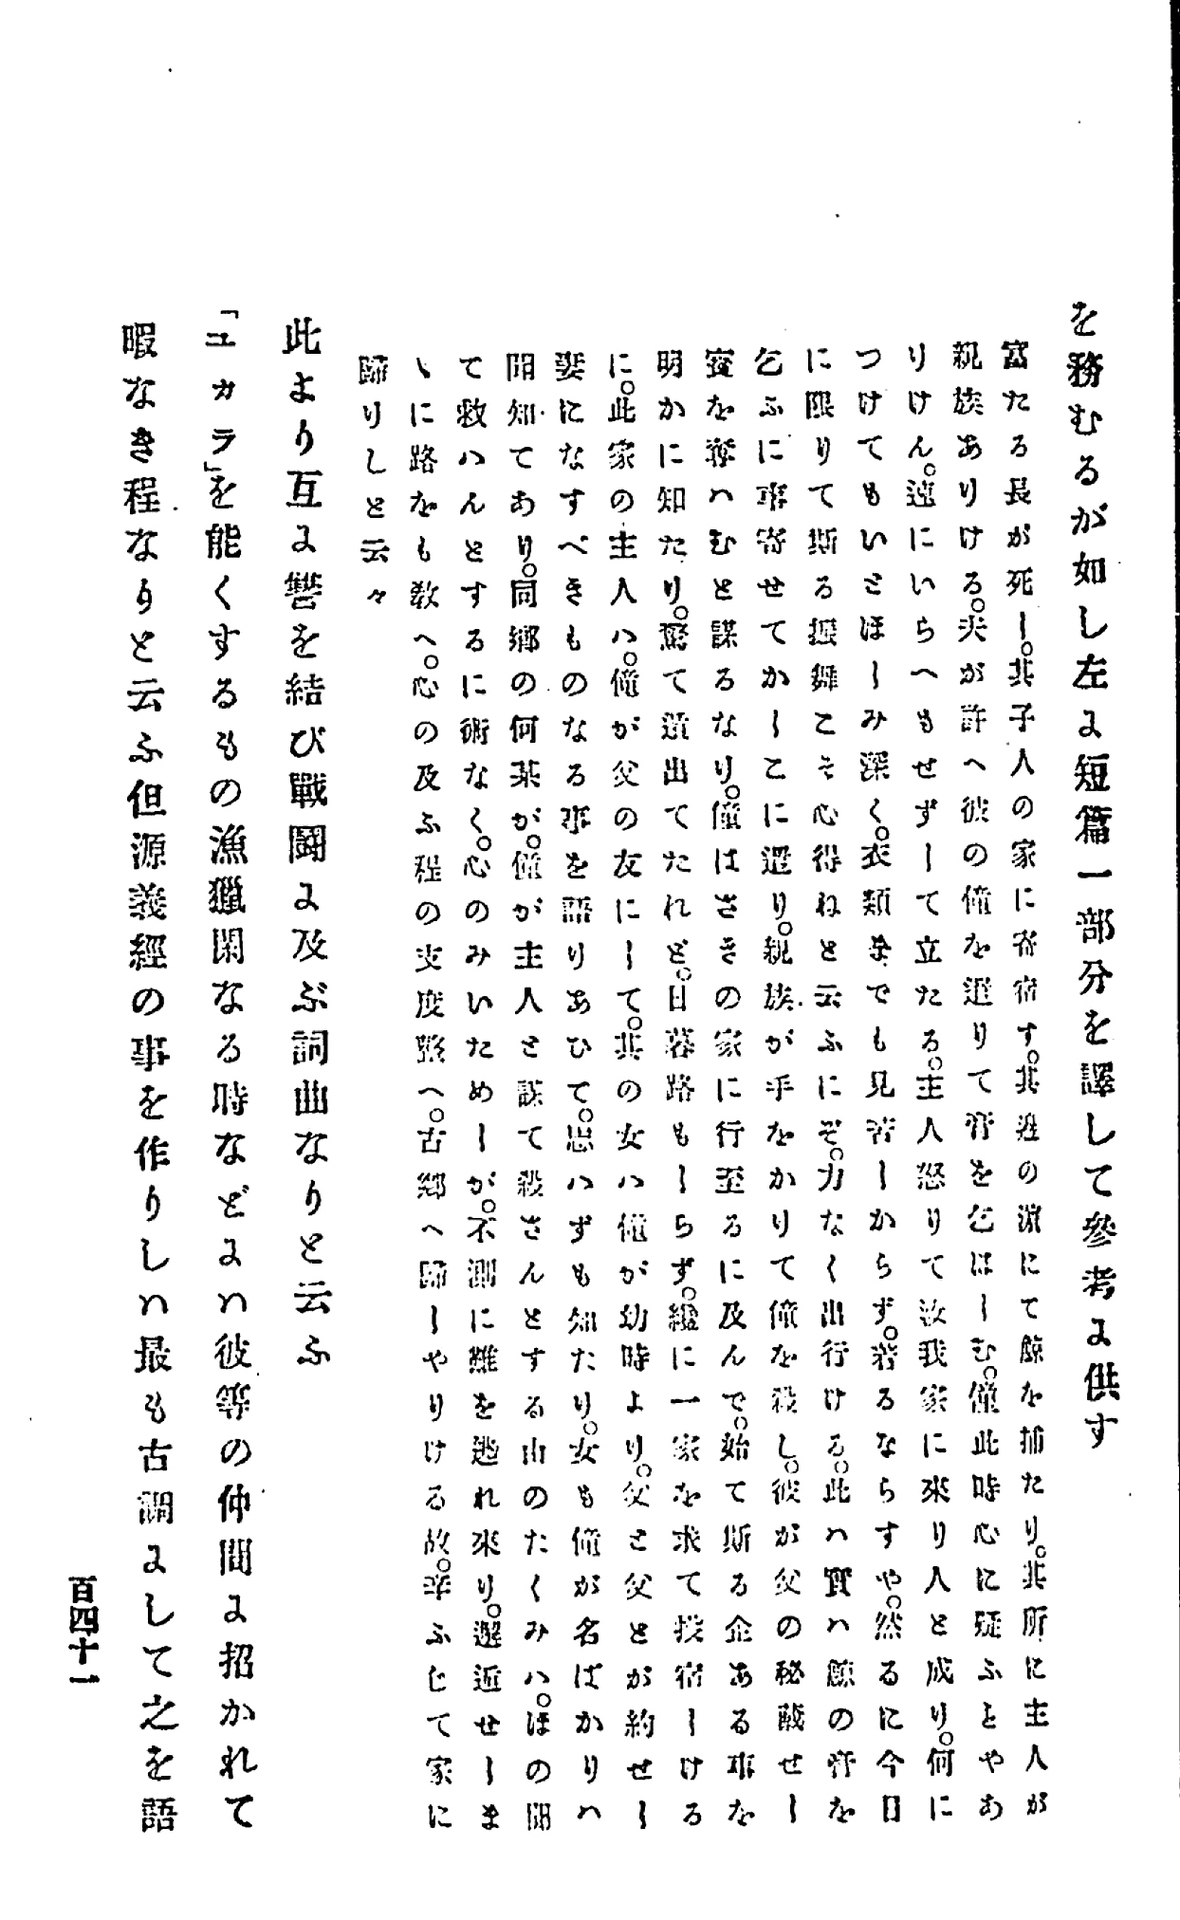 を務むるが如し左に短篇一部分を譯して參考に供す
富たる長が死し。其子人の家に寄宿す。其邊の濱にて鯨を捕たり。其所に主人が
親族ありける。夫が許へ彼の僮を遣りて膏を乞はしむ。僮此時心に疑ふとやあ
りけん。速にいらへもせずして立たる。主人怒りて汝我家に來り人と成り。何に
つけてもいとほしみ深く。衣類までも見苦しからず。着るならすや。然るに今日
に限りて斯る振舞こそ心得ねと云ふにぞ。力なく出行ける。此ハ實ハ鯨の膏を
乞ふに事寄せてかしこに遣り。親族が手をかりて僮を殺し。彼が父の秘藏せし
寶を奪ハむと謀るなり。僮はさきの家に行至るに及んで。始て斯る企ある事を
明かに知たり。驚て遁出てたれど。日暮路もしらず。纔に一家を求て投宿しける
に。此家の主人ハ。僮が父の友にして。其の女ハ僮が幼時より。父と父とが約せし
妻になすべきものなる事を語りあひて。思ハずも知たり。女も僮が名ばかりハ
聞知てあり。同郷の何某が。僮が主人と謀て殺さんとする山のたくみハ。ほの聞
て救ハんとするに術なく。心のみいためしが。不測に難を逃れ來り。邂近せしま
ゝに路をも敎へ。心の及ふ程の支度整へ。古郷へ歸しやりける故。辛ふじて家に
歸りしと云々
此より互に讐を結び戰鬪に及ぶ詞曲なりと云ふ
「ユカラ」を能くするもの漁獵閑なる時などにハ彼等の仲間に招かれて
暇なき程なりと云ふ但源義經の事を作りしハ最も古調にして之を語
百四十一